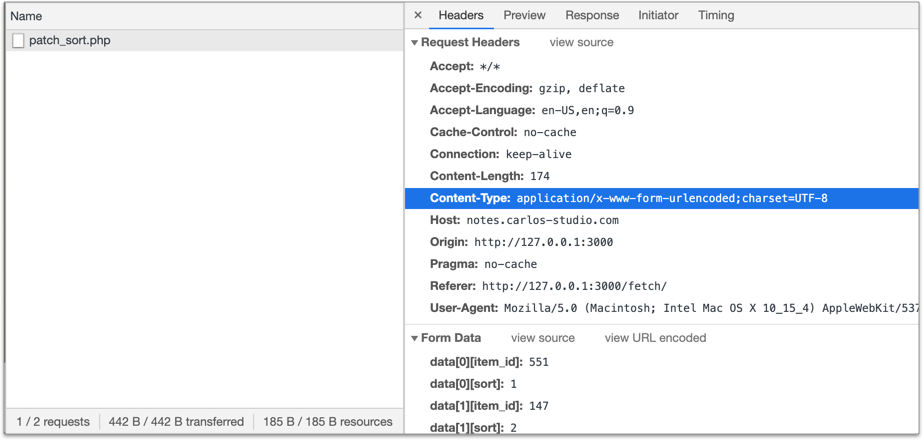 Name
patch_sort.php
1 / 2 requests
442 B / 442 B transferred
185 B / 185 B resources
× Headers Preview Response Initiator Timing
▼ Request Headers view source
Accept: */*
Accept-Encoding: gzip, deflate
Accept-Language: en-US,en;q=0.9
Cache-Control: no-cache
Connection: keep-alive
Content-Length: 174
Content-Type: application/x-www-form-urlencoded;charset=UTF-8
Host: notes.carlos-studio.com
Origin: http://127.0.0.1:3000
Pragma: no-cache
Referer: http://127.0.0.1:3000/fetch/
User-Agent: Mozilla/5.0 (Macintosh; Intel Mac OS X 10_15_4) AppleWebKit/537
▼ Form Data view source view URL encoded
data[0][item_id]: 551
data[0][sort]: 1
data[1][item_id]: 147
data[1][sort]: 2